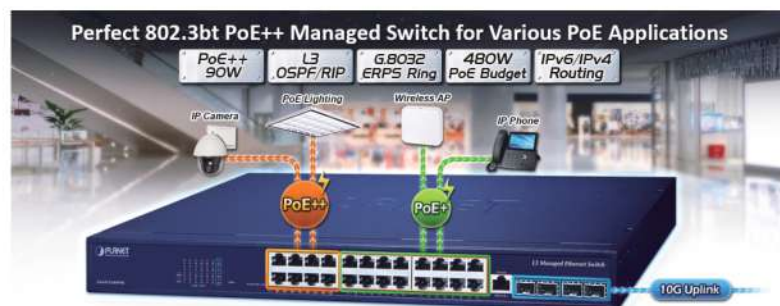 Perfect 802.3bt PoE++ Managed Switch for Various PoE Applications
PoE++
90W
L3
OSPF/RIP
G.8032
ERPS Ring
480W
PoE Budget
IPv6/IPv4
Routing
IP Camera
PoE Lighting
Wireless AP
IP Phone
PoE++
PoE+
PLANET
L3 Managed Ethernet Switch
10G Uplink